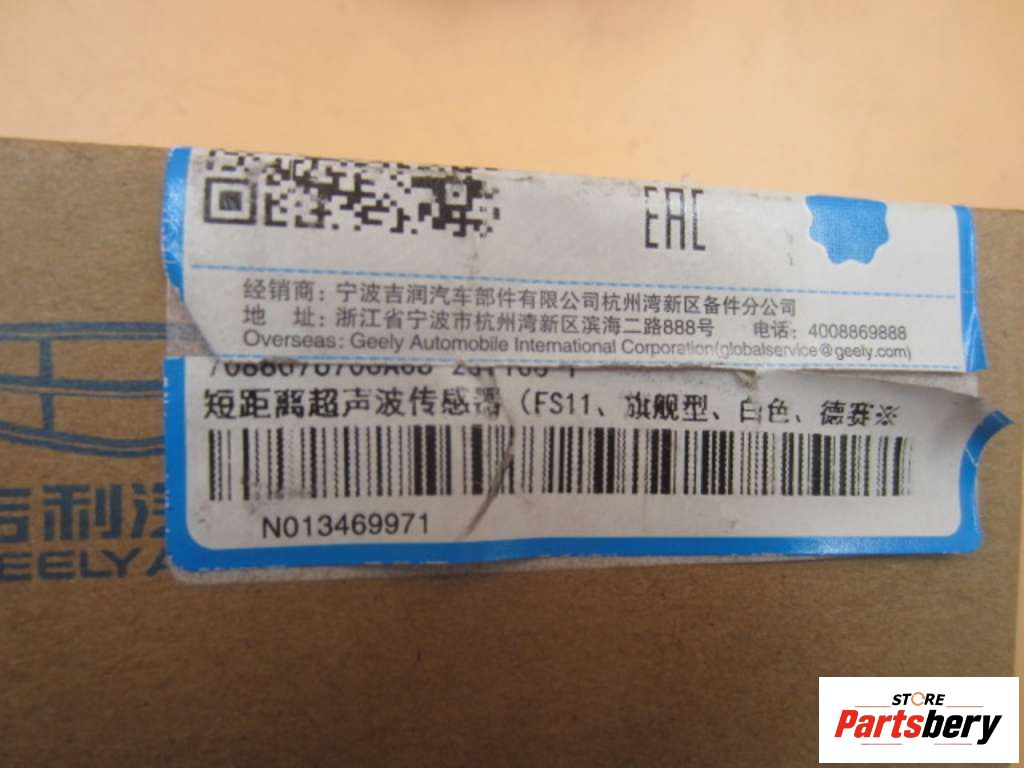 EAC
经销商：宁波吉润汽车部件有限公司杭州湾新区备件分公司
地 址：浙江省宁波市杭州湾新区滨海二路888号 电话：4008869888
Overseas: Geely Automobile International Corporation(globalservice@geely.com)
短距离超声波传感器（FS11、旗舰型、白色、德赛※
N013469971
吉利汽
EELY A
STORE
Partsbery